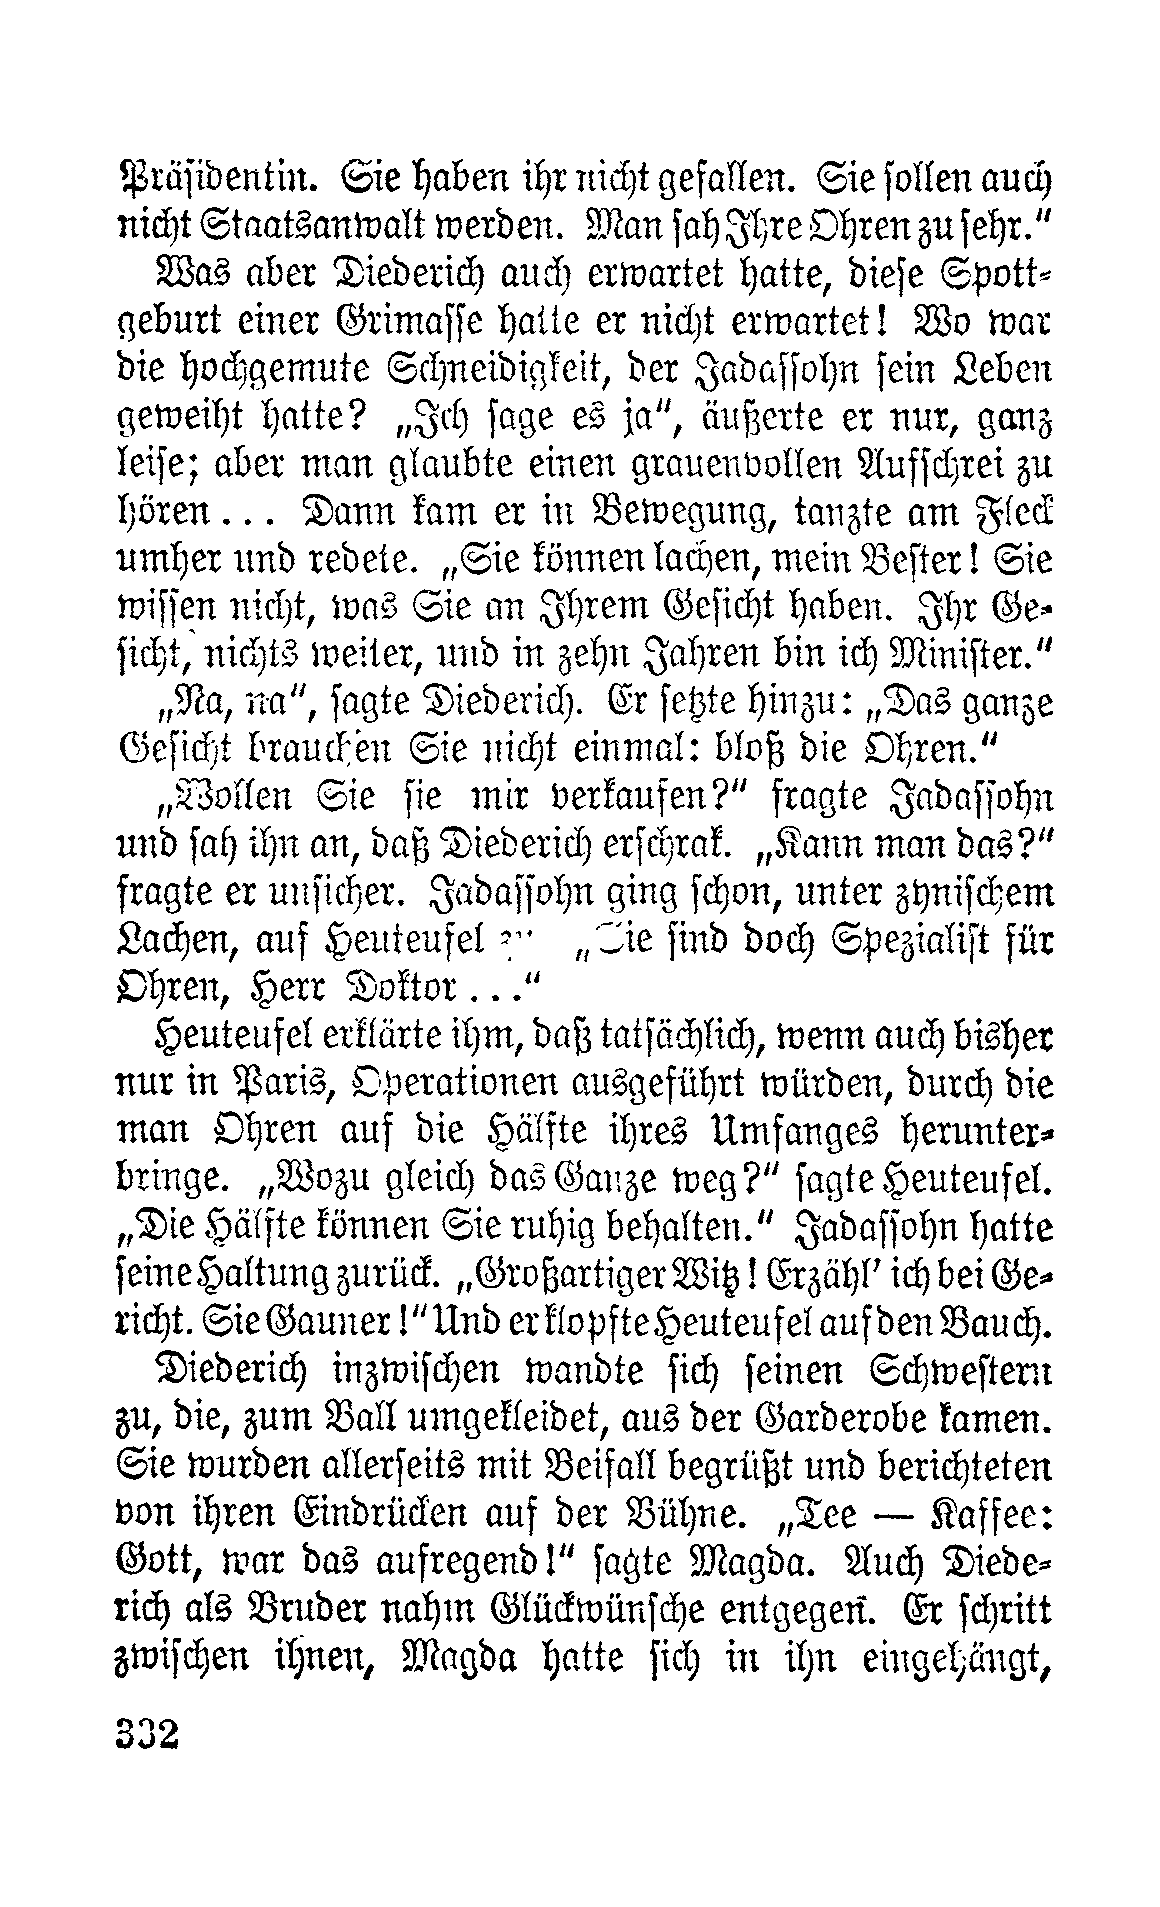 Präsidentin. Sie haben ihr nicht gefallen. Sie sollen auch
nicht Staatsanwalt werden. Man sah Ihre Ohren zu sehr."
Was aber Diederich auch erwartet hatte, diese Spott-
geburt einer Grimasse hatte er nicht erwartet! Wo war
die hochgemute Schneidigkeit, der Jadassohn sein Leben
geweiht hatte? „Ich sage es ja", äußerte er nur, ganz
leise; aber man glaubte einen grauenvollen Aufschrei zu
hören... Dann kam er in Bewegung, tanzte am Fleck
umher und redete. „Sie können lachen, mein Bester! Sie
wissen nicht, was Sie an Ihrem Gesicht haben. Ihr Ge-
sicht, nichts weiter, und in zehn Jahren bin ich Minister."
„Na, na", sagte Diederich. Er setzte hinzu: „Das ganze
Gesicht brauchen Sie nicht einmal: bloß die Ohren."
„Wollen Sie sie mir verkaufen?" fragte Jadassohn
und sah ihn an, daß Diederich erschrak. „Kann man das?"
fragte er unsicher. Jadassohn ging schon, unter zynischem
Lachen, auf Heuteufel zu „Sie sind doch Spezialist für
Ohren, Herr Doktor..."
Heuteufel erklärte ihm, daß tatsächlich, wenn auch bisher
nur in Paris, Operationen ausgeführt würden, durch die
man Ohren auf die Hälfte ihres Umfanges herunter-
bringe. „Wozu gleich das Ganze weg?" sagte Heuteufel.
„Die Hälfte können Sie ruhig behalten." Jadassohn hatte
seine Haltung zurück. „Großartiger Witz! Erzähl' ich bei Ge-
richt. Sie Gauner!" Und er klopfte Heuteufel auf den Bauch.
Diederich inzwischen wandte sich seinen Schwestern
zu, die, zum Ball umgekleidet, aus der Garderobe kamen.
Sie wurden allerseits mit Beifall begrüßt und berichteten
von ihren Eindrücken auf der Bühne. „Tee — Kaffee:
Gott, war das aufregend!" sagte Magda. Auch Diede-
rich als Bruder nahm Glückwünsche entgegen. Er schritt
zwischen ihnen, Magda hatte sich in ihn eingehängt,
332